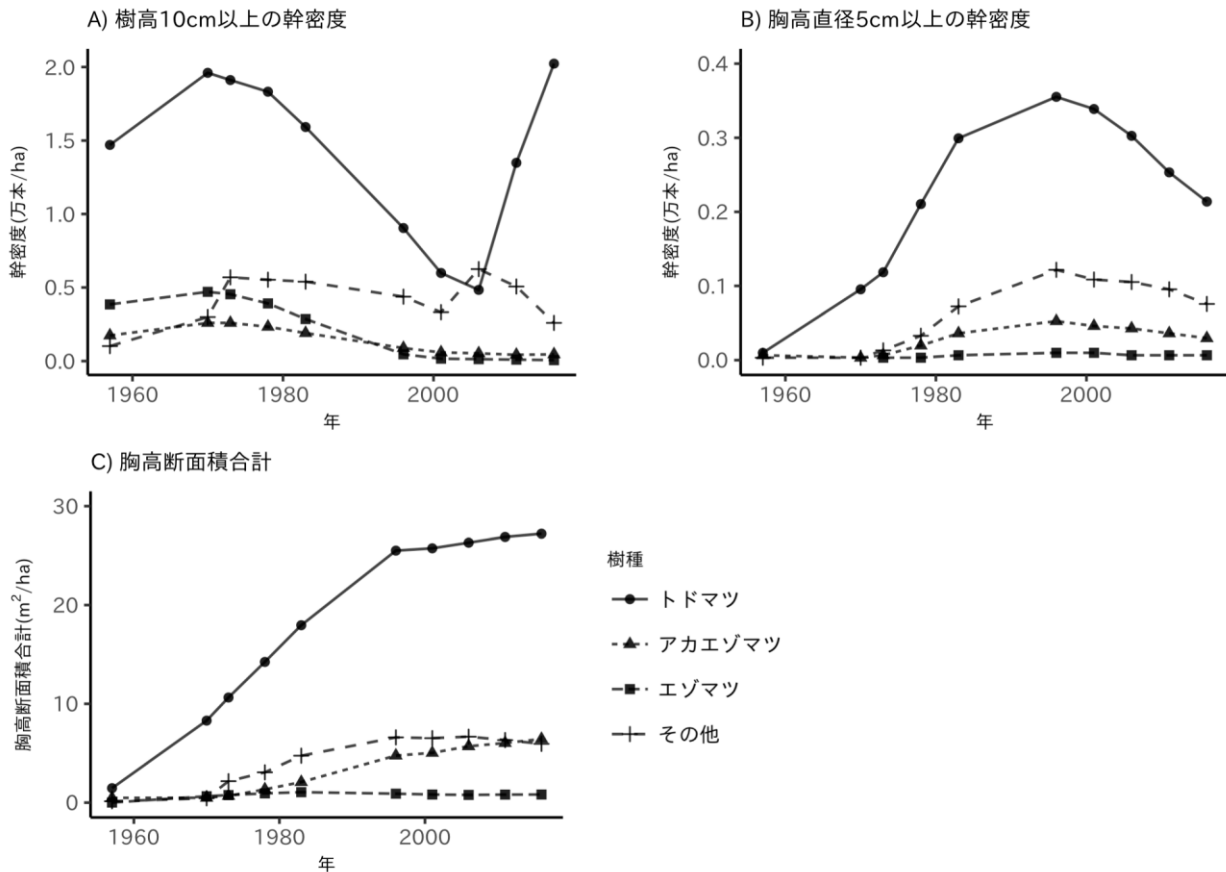 A) 樹高10cm以上の幹密度
幹密度(万本/ha)
2.0
1.5
1.0
0.5
0.0
1960
1980
2000
年
B) 胸高直径5cm以上の幹密度
幹密度(万本/ha)
0.4
0.3
0.2
0.1
0.0
1960
1980
2000
年
C) 胸高断面積合計
胸高断面積合計(m²/ha)
30
20
10
0
1960
1980
2000
年
樹種
トドマツ
アカエゾマツ
エゾマツ
その他